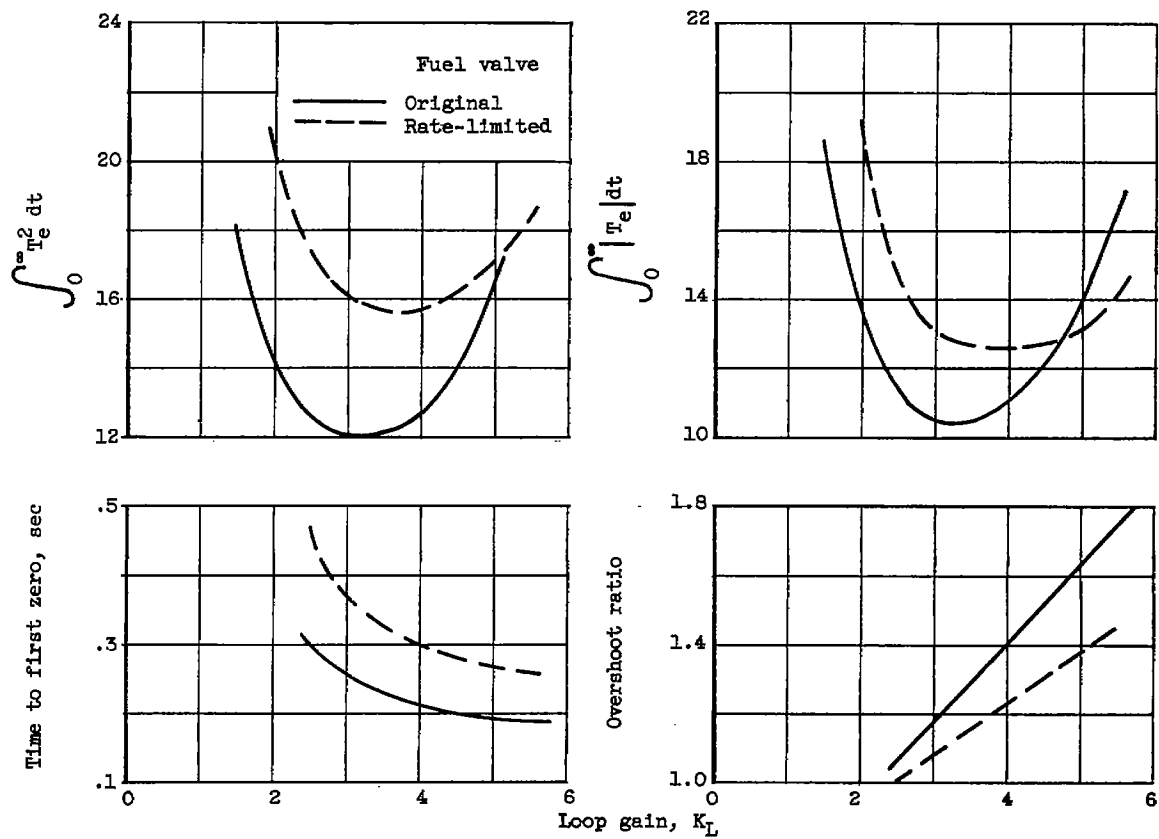 24
20
16
12
∫₀^∞ Tₑ² dt
Fuel valve
Original
Rate-limited
22
18
14
10
∫₀^∞ |Tₑ| dt
.5
.3
.1
Time to first zero, sec
0
2
4
6
1.8
1.4
1.0
Overshoot ratio
0
2
4
6
Loop gain, K_L